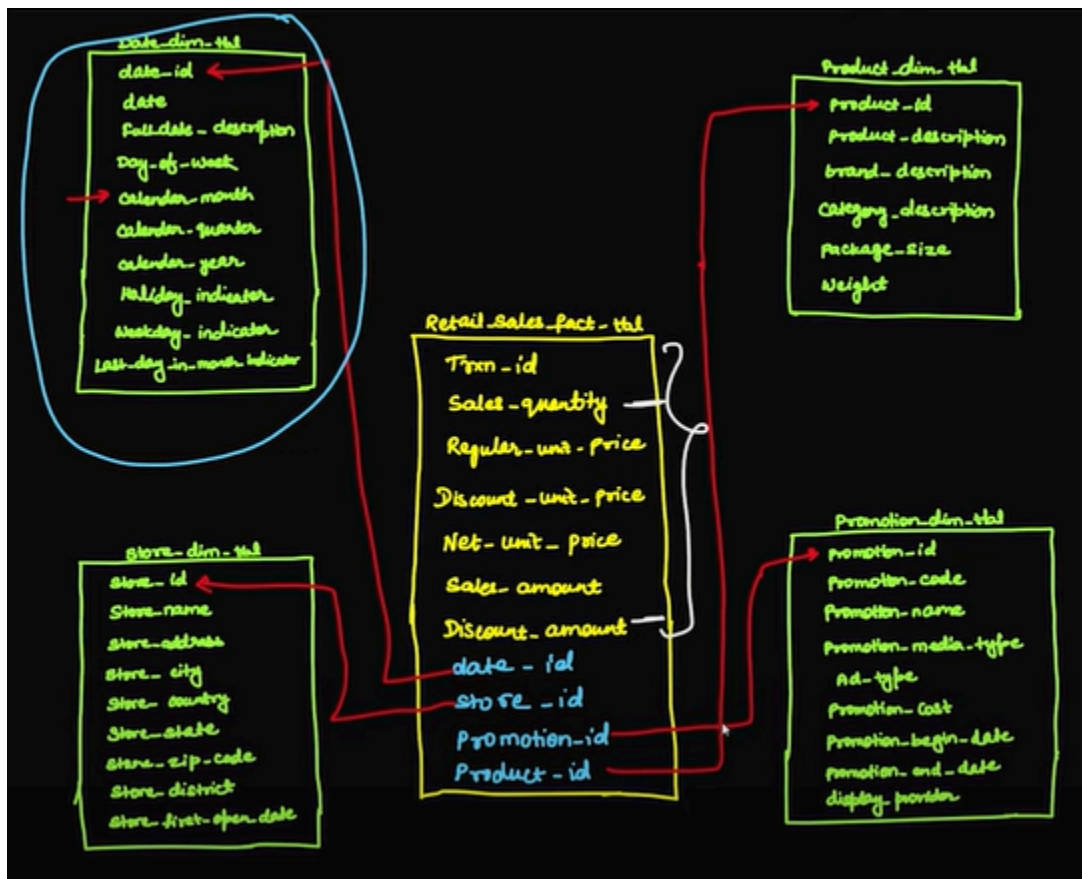 Date_dim_tbl
date_id
date
Fulldate_description
Day_of_week
Calendar_month
Calendar_quarter
Calendar_year
Holiday_indicator
Weekday_indicator
Last_day_in_month_indicator
Product_dim_tbl
Product_id
Product_description
brand_description
Category_description
Package_size
Weight
Retail_sales_fact_tbl
Trxn_id
Sales_quantity
Regular_unit_price
Discount_unit_price
Net_unit_price
Sales_amount
Discount_amount
date_id
store_id
Promotion_id
Product_id
Store_dim_tbl
Store_id
Store_name
Store_address
Store_city
Store_country
Store_state
Store_zip_code
Store_district
Store_first_open_date
Promotion_dim_tbl
Promotion_id
Promotion_code
Promotion_name
Promotion_media_type
Ad_type
Promotion_cost
Promotion_begin_date
Promotion_end_date
display_provider